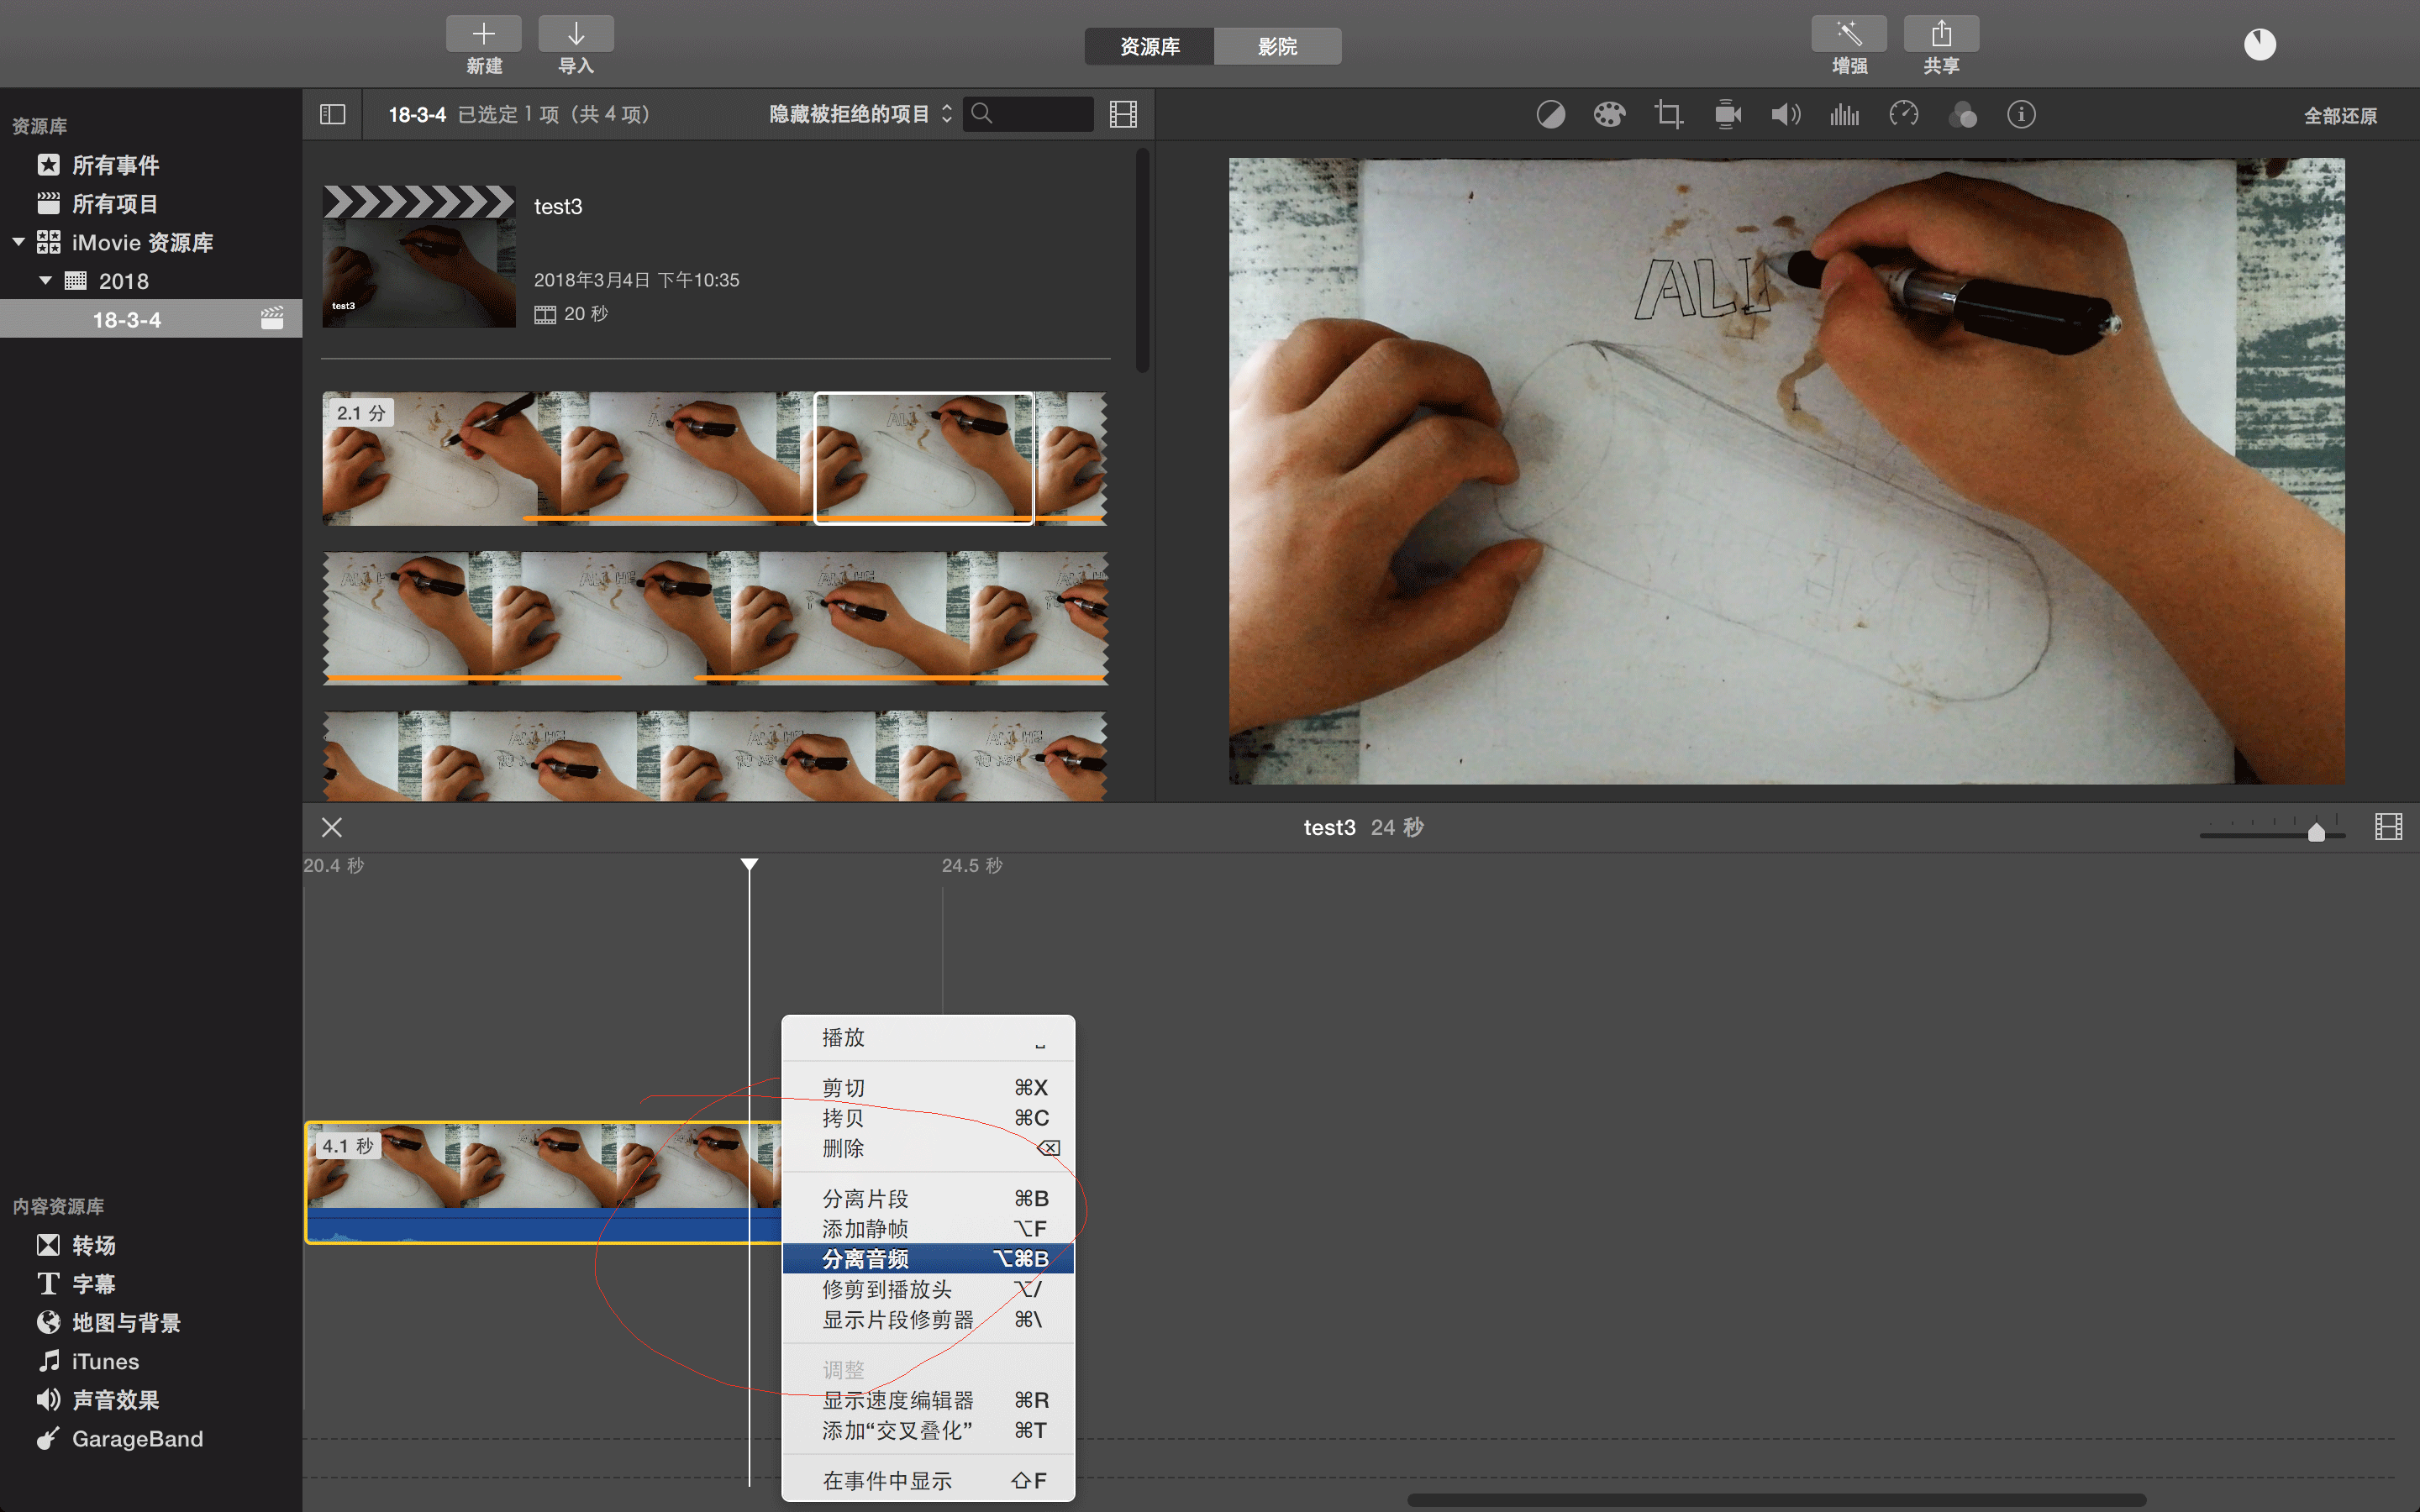 新建
导入
资源库
影院
增强
共享
资源库
所有事件
所有项目
iMovie 资源库
2018
18-3-4
18-3-4 已选定 1 项（共 4 项）
隐藏被拒绝的项目
全部还原
test3
test3
2018年3月4日 下午10:35
20 秒
2.1 分
ALI
test3 24 秒
20.4 秒
24.5 秒
4.1 秒
播放 ␣
剪切 ⌘X
拷贝 ⌘C
删除 ⌫
分离片段 ⌘B
添加静帧 ⌥F
分离音频 ⌥⌘B
修剪到播放头 ⌥/
显示片段修剪器 ⌘\
调整
显示速度编辑器 ⌘R
添加“交叉叠化” ⌘T
在事件中显示 ⇧F
内容资源库
转场
字幕
地图与背景
iTunes
声音效果
GarageBand